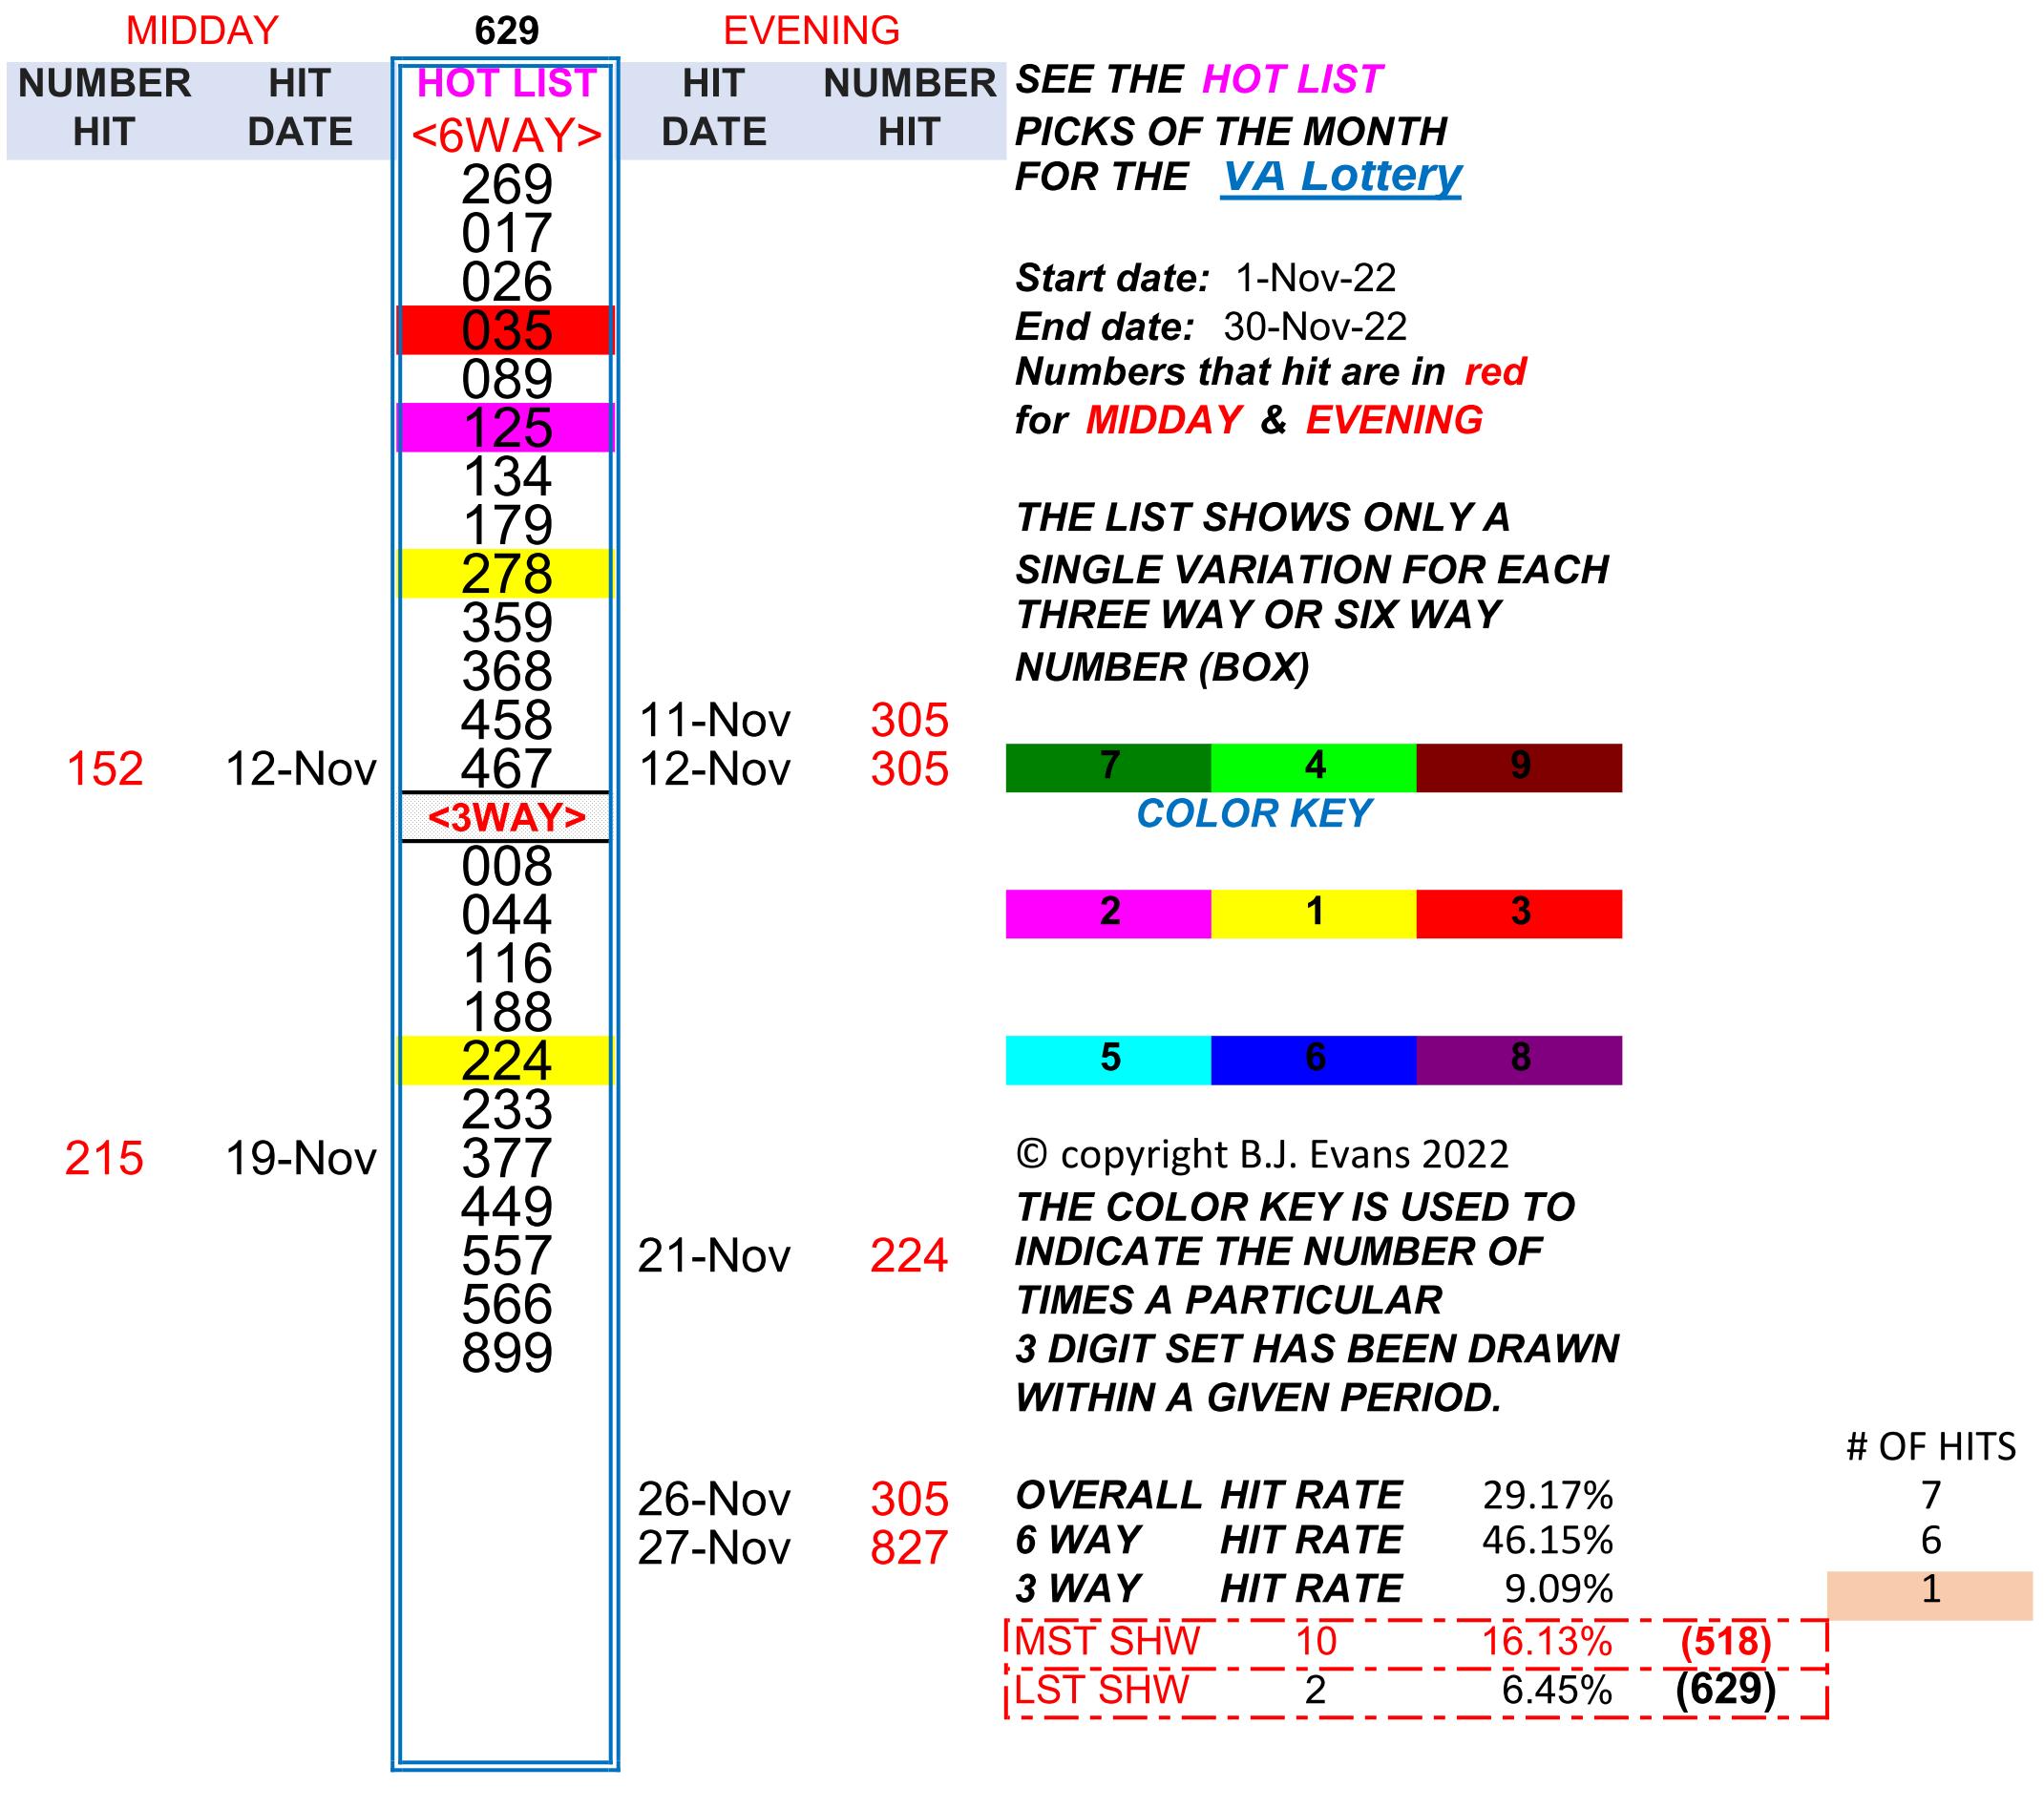 MIDDAY 629 EVENING
NUMBER HIT HOT LIST HIT NUMBER SEE THE HOT LIST
HIT DATE <6WAY> DATE HIT PICKS OF THE MONTH
269 FOR THE VA Lottery
017
026 Start date: 1-Nov-22
035 End date: 30-Nov-22
089 Numbers that hit are in red
125 for MIDDAY & EVENING
134
179 THE LIST SHOWS ONLY A
278 SINGLE VARIATION FOR EACH
359 THREE WAY OR SIX WAY
368 NUMBER (BOX)
458 11-Nov 305
152 12-Nov 467 12-Nov 305 7 4 9
<3WAY> COLOR KEY
008
044 2 1 3
116
188
224 5 6 8
233
215 19-Nov 377 © copyright B.J. Evans 2022
449 THE COLOR KEY IS USED TO
557 21-Nov 224 INDICATE THE NUMBER OF
566 TIMES A PARTICULAR
899 3 DIGIT SET HAS BEEN DRAWN
WITHIN A GIVEN PERIOD.
# OF HITS
26-Nov 305 OVERALL HIT RATE 29.17% 7
27-Nov 827 6 WAY HIT RATE 46.15% 6
3 WAY HIT RATE 9.09% 1
MST SHW 10 16.13% (518)
LST SHW 2 6.45% (629)